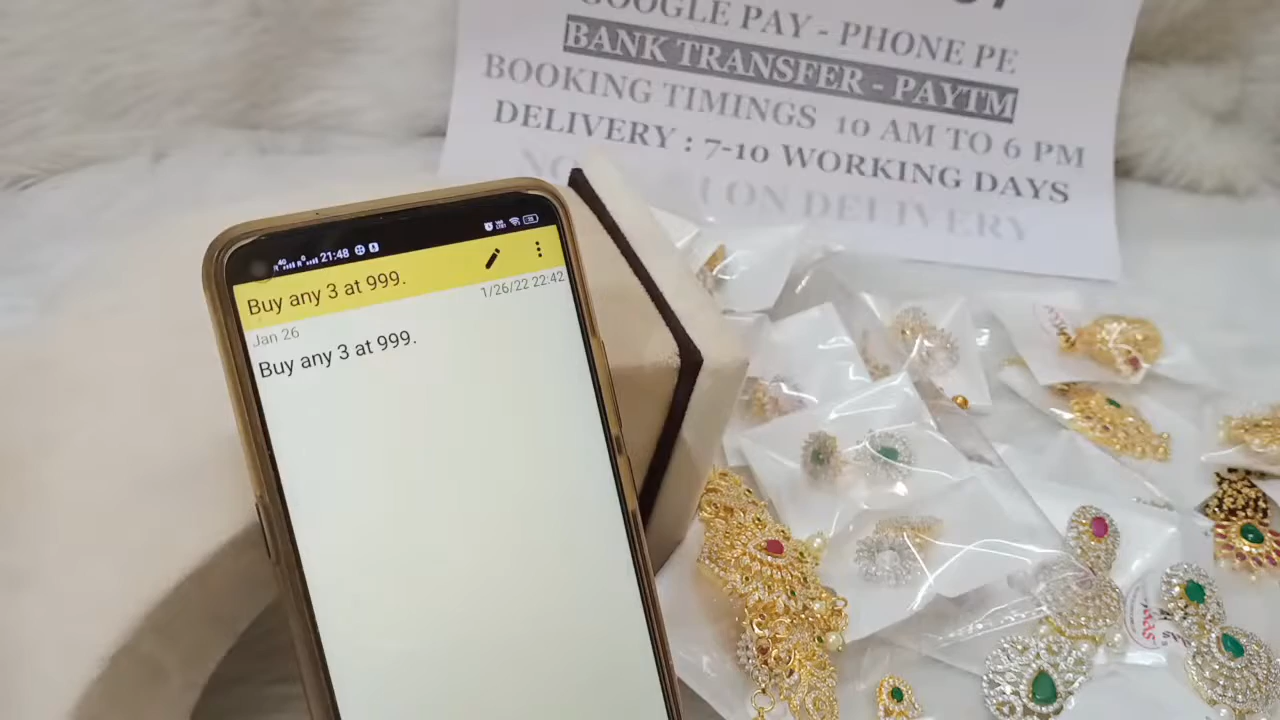 GOOGLE PAY - PHONE PE
BANK TRANSFER - PAYTM
BOOKING TIMINGS 10 AM TO 6 PM
DELIVERY : 7-10 WORKING DAYS
ON DELIVERY
21:48
Buy any 3 at 999.
1/26/22 22:42
Jan 26
Buy any 3 at 999.